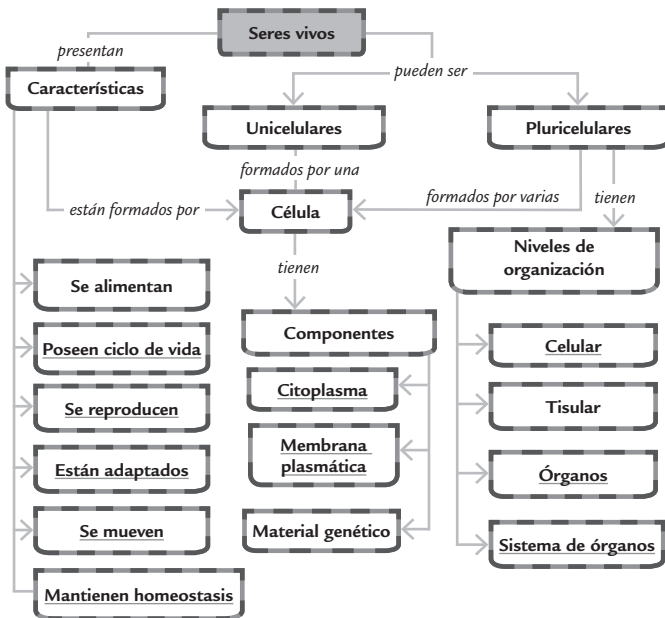 Seres vivos
presentan
pueden ser
Características
Unicelulares
Pluricelulares
formados por una
están formados por
Célula
formados por varias
tienen
tienen
Niveles de
organización
Se alimentan
Poseen ciclo de vida
Se reproducen
Están adaptados
Se mueven
Mantienen homeostasis
Componentes
Citoplasma
Membrana
plasmática
Material genético
Celular
Tisular
Órganos
Sistema de órganos